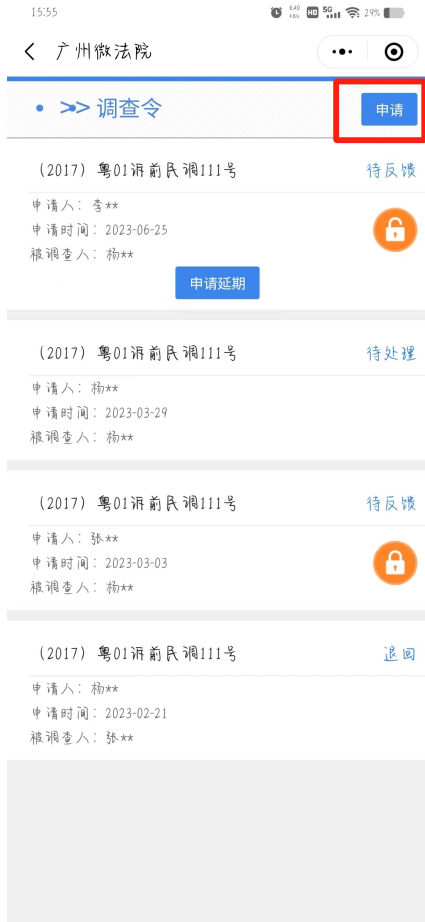 15:55
6.40 KB/s HD 5G 29%
广州微法院
>> 调查令
申请
(2017) 粤01诉前民调111号 待反馈
申请人: 李**
申请时间: 2023-06-25
被调查人: 杨**
申请延期
(2017) 粤01诉前民调111号 待处理
申请人: 杨**
申请时间: 2023-03-29
被调查人: 杨**
(2017) 粤01诉前民调111号 待反馈
申请人: 张**
申请时间: 2023-03-03
被调查人: 杨**
(2017) 粤01诉前民调111号 退回
申请人: 杨**
申请时间: 2023-02-21
被调查人: 张**